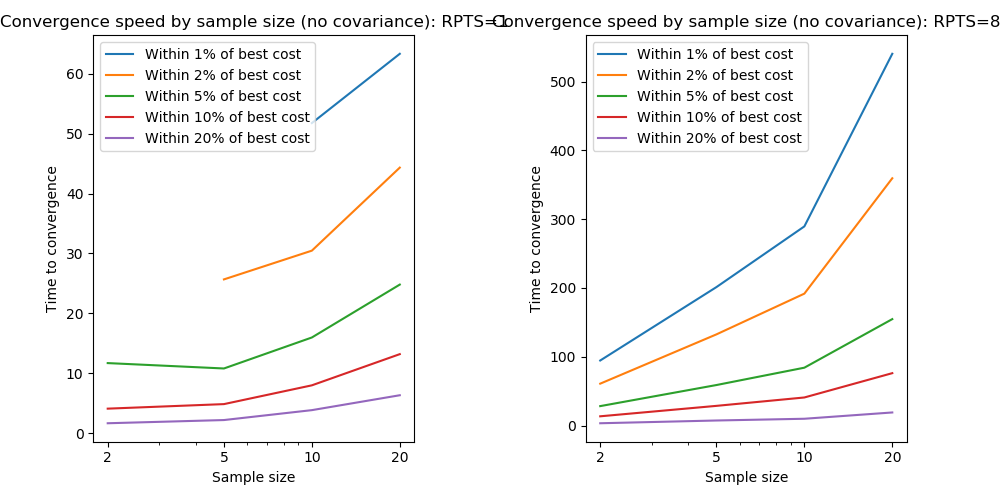 Convergence speed by sample size (no covariance): RPTS=1
Within 1% of best cost
Within 2% of best cost
Within 5% of best cost
Within 10% of best cost
Within 20% of best cost
60
50
40
30
20
10
0
Time to convergence
2
5
10
20
Sample size
Convergence speed by sample size (no covariance): RPTS=8
Within 1% of best cost
Within 2% of best cost
Within 5% of best cost
Within 10% of best cost
Within 20% of best cost
500
400
300
200
100
0
Time to convergence
2
5
10
20
Sample size